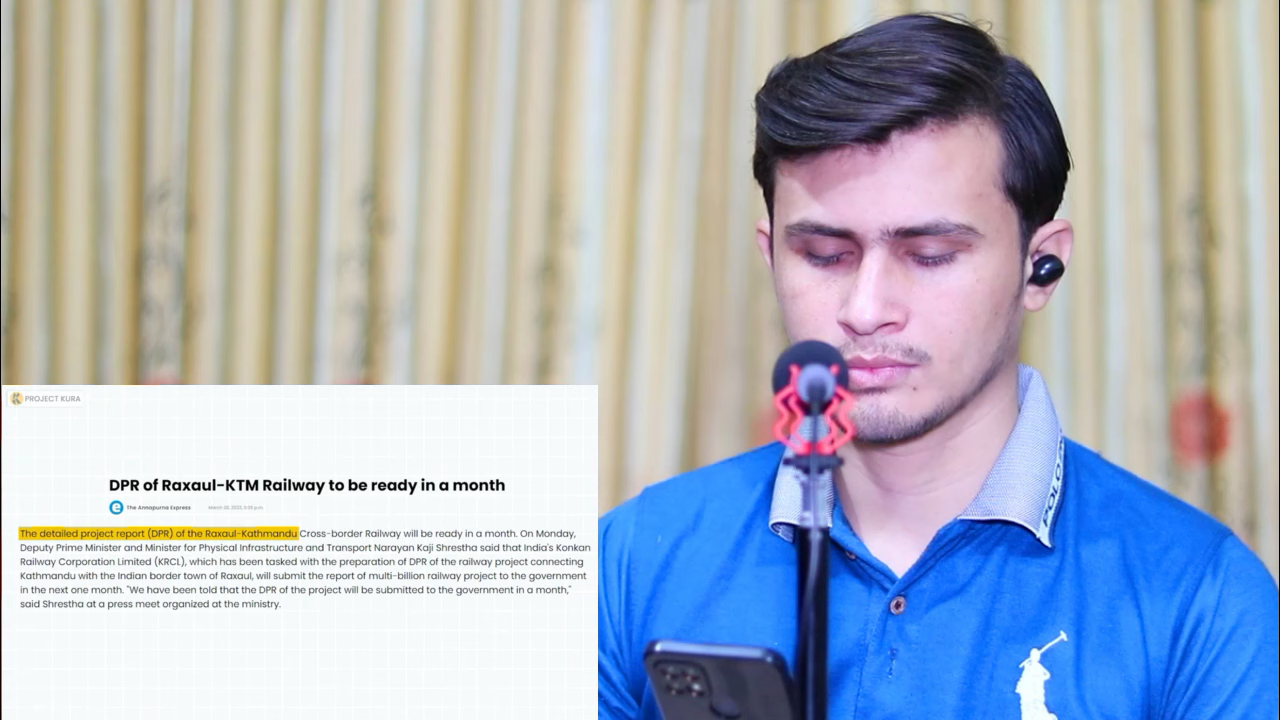 PROJECT KURA
DPR of Raxaul-KTM Railway to be ready in a month
The Annapurna Express
The detailed project report (DPR) of the Raxaul-Kathmandu Cross-border Railway will be ready in a month. On Monday,
Deputy Prime Minister and Minister for Physical Infrastructure and Transport Narayan Kaji Shrestha said that India's Konkan
Railway Corporation Limited (KRCL), which has been tasked with the preparation of DPR of the railway project connecting
Kathmandu with the Indian border town of Raxaul, will submit the report of multi-billion railway project to the government
in the next one month. "We have been told that the DPR of the project will be submitted to the government in a month,"
said Shrestha at a press meet organized at the ministry.
POLO